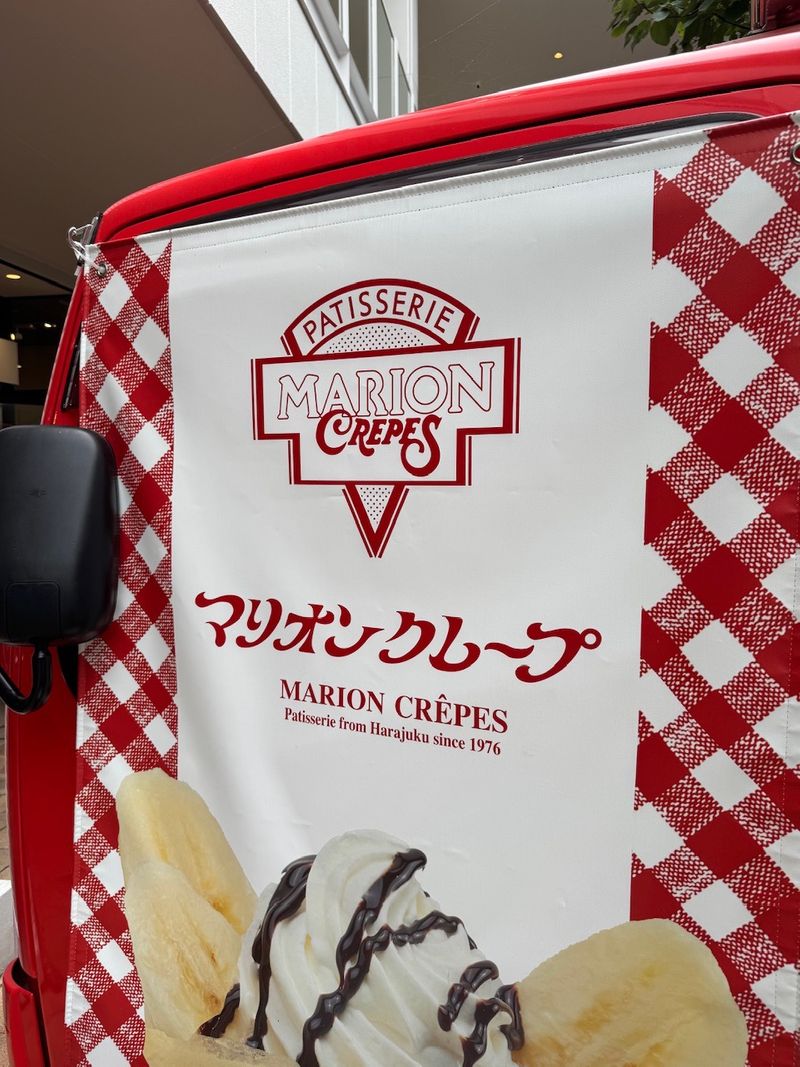 PATISSERIE
MARION
CREPES
マリオンクレープ
MARION CRÊPES
Patisserie from Harajuku since 1976